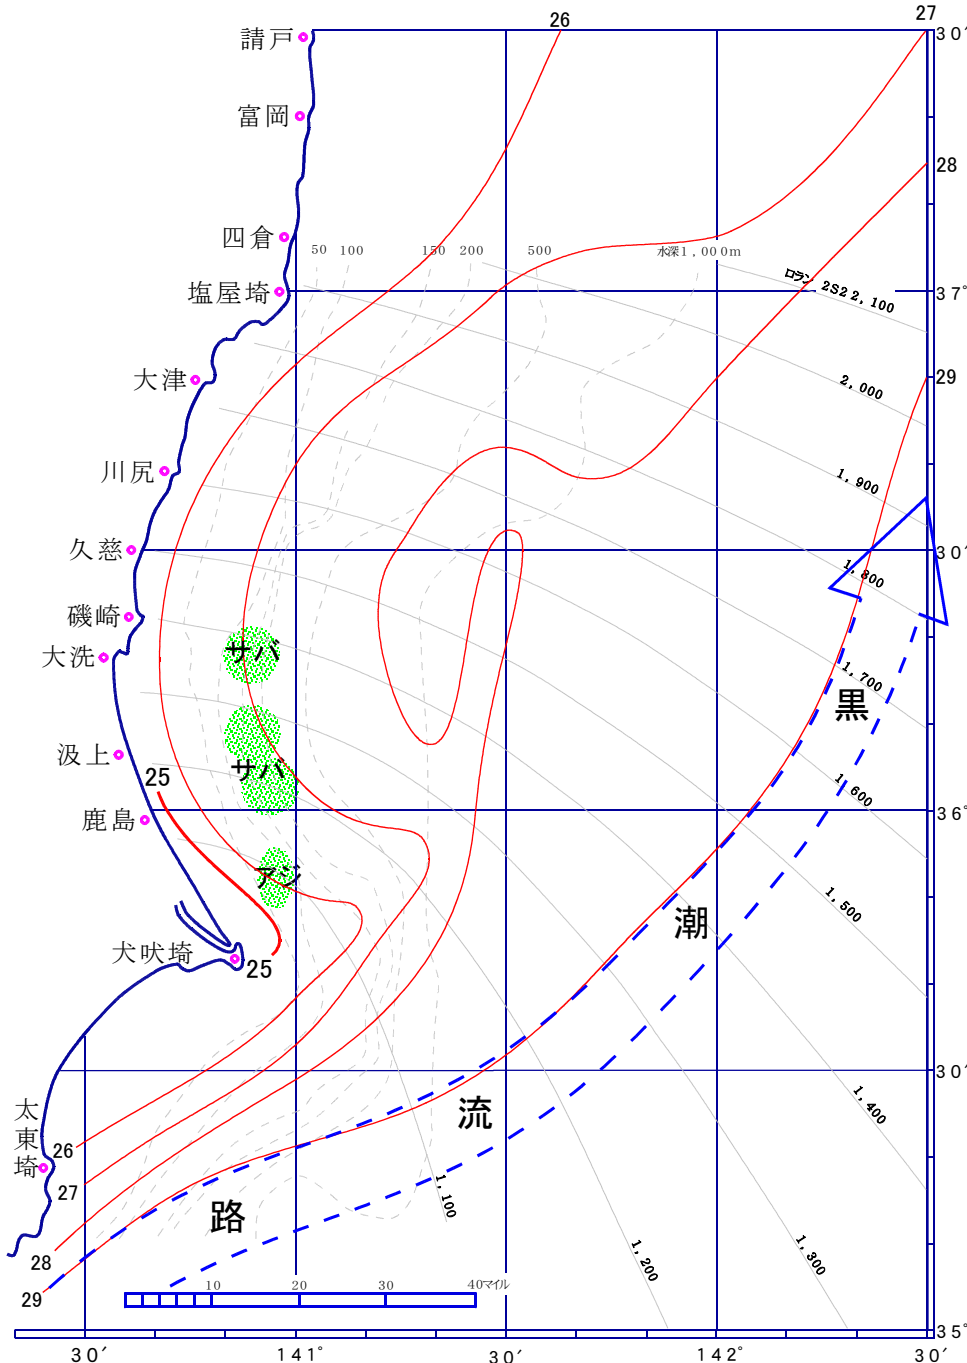 26
27
請戸
30′
富岡
28
四倉
50 100 150 200 500 水深1,000m
ロラン 2S2 2,100
塩屋埼
37°
大津
2,000
29
川尻
1,900
久慈
30′
1,800
磯崎
サバ
大洗
1,700
黒
汲上
サバ
25
1,600
鹿島
36°
アジ
1,500
潮
犬吠埼
25
30′
1,400
太東埼
流
26
27
1,100
路
28
1,200
1,300
29
10 20 30 40マイル
35°
30′ 141° 30′ 142° 30′